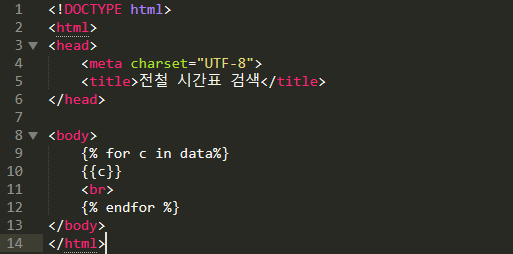 1 <!DOCTYPE html>
2 <html>
3 <head>
4     <meta charset="UTF-8">
5     <title>전철 시간표 검색</title>
6 </head>
7
8 <body>
9     {% for c in data%}
10     {{c}}
11     <br>
12     {% endfor %}
13 </body>
14 </html>